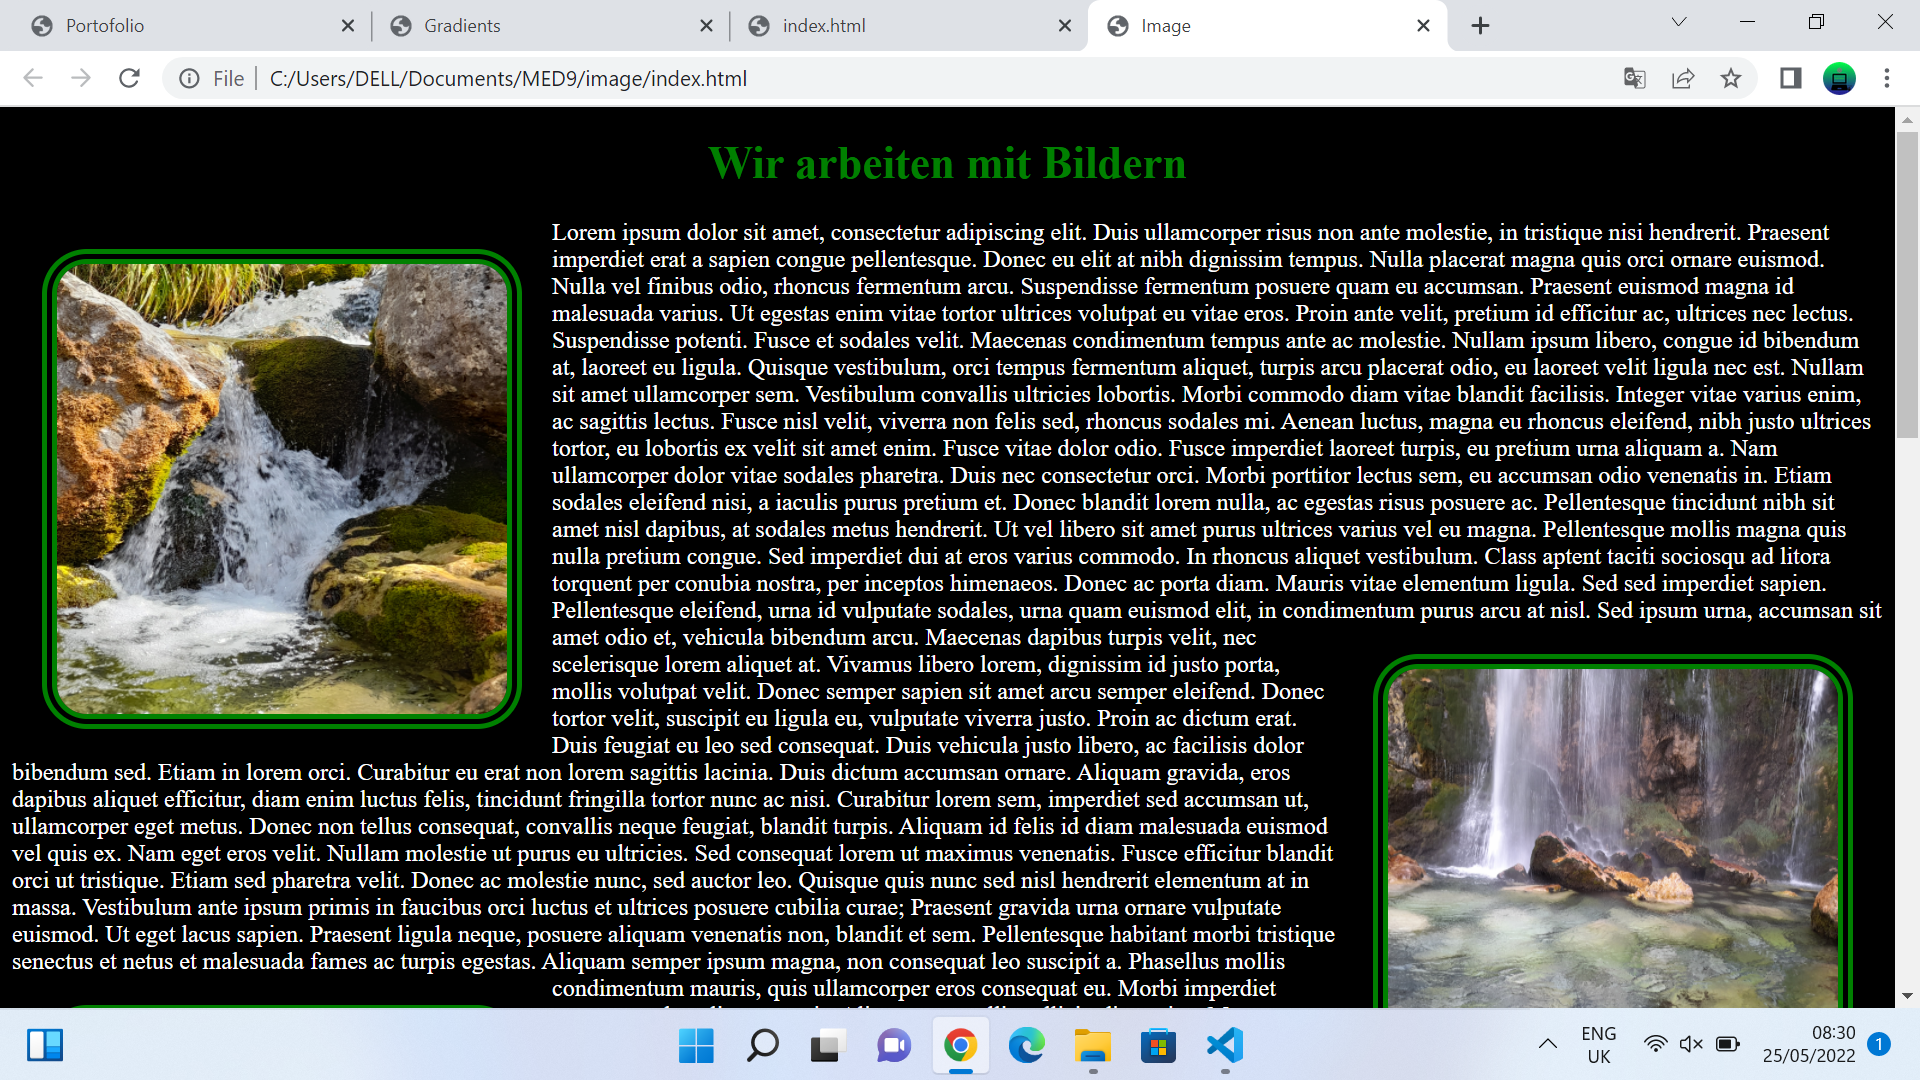 Portofolio
Gradients
index.html
Image
File
C:/Users/DELL/Documents/MED9/image/index.html
Wir arbeiten mit Bildern
Lorem ipsum dolor sit amet, consectetur adipiscing elit. Duis ullamcorper risus non ante molestie, in tristique nisi hendrerit. Praesent
imperdiet erat a sapien congue pellentesque. Donec eu elit at nibh dignissim tempus. Nulla placerat magna quis orci ornare euismod.
Nulla vel finibus odio, rhoncus fermentum arcu. Suspendisse fermentum posuere quam eu accumsan. Praesent euismod magna id
malesuada varius. Ut egestas enim vitae tortor ultrices volutpat eu vitae eros. Proin ante velit, pretium id efficitur ac, ultrices nec lectus.
Suspendisse potenti. Fusce et sodales velit. Maecenas condimentum tempus ante ac molestie. Nullam ipsum libero, congue id bibendum
at, laoreet eu ligula. Quisque vestibulum, orci tempus fermentum aliquet, turpis arcu placerat odio, eu laoreet velit ligula nec est. Nullam
sit amet ullamcorper sem. Vestibulum convallis ultricies lobortis. Morbi commodo diam vitae blandit facilisis. Integer vitae varius enim,
ac sagittis lectus. Fusce nisl velit, viverra non felis sed, rhoncus sodales mi. Aenean luctus, magna eu rhoncus eleifend, nibh justo ultrices
tortor, eu lobortis ex velit sit amet enim. Fusce vitae dolor odio. Fusce imperdiet laoreet turpis, eu pretium urna aliquam a. Nam
ullamcorper dolor vitae sodales pharetra. Duis nec consectetur orci. Morbi porttitor lectus sem, eu accumsan odio venenatis in. Etiam
sodales eleifend nisi, a iaculis purus pretium et. Donec blandit lorem nulla, ac egestas risus posuere ac. Pellentesque tincidunt nibh sit
amet nisl dapibus, at sodales metus hendrerit. Ut vel libero sit amet purus ultrices varius vel eu magna. Pellentesque mollis magna quis
nulla pretium congue. Sed imperdiet dui at eros varius commodo. In rhoncus aliquet vestibulum. Class aptent taciti sociosqu ad litora
torquent per conubia nostra, per inceptos himenaeos. Donec ac porta diam. Mauris vitae elementum ligula. Sed sed imperdiet sapien.
Pellentesque eleifend, urna id vulputate sodales, urna quam euismod elit, in condimentum purus arcu at nisl. Sed ipsum urna, accumsan sit
amet odio et, vehicula bibendum arcu. Maecenas dapibus turpis velit, nec
scelerisque lorem aliquet at. Vivamus libero lorem, dignissim id justo porta,
mollis volutpat velit. Donec semper sapien sit amet arcu semper eleifend. Donec
tortor velit, suscipit eu ligula eu, vulputate viverra justo. Proin ac dictum erat.
Duis feugiat eu leo sed consequat. Duis vehicula justo libero, ac facilisis dolor
bibendum sed. Etiam in lorem orci. Curabitur eu erat non lorem sagittis lacinia. Duis dictum accumsan ornare. Aliquam gravida, eros
dapibus aliquet efficitur, diam enim luctus felis, tincidunt fringilla tortor nunc ac nisi. Curabitur lorem sem, imperdiet sed accumsan ut,
ullamcorper eget metus. Donec non tellus consequat, convallis neque feugiat, blandit turpis. Aliquam id felis id diam malesuada euismod
vel quis ex. Nam eget eros velit. Nullam molestie ut purus eu ultricies. Sed consequat lorem ut maximus venenatis. Fusce efficitur blandit
orci ut tristique. Etiam sed pharetra velit. Donec ac molestie nunc, sed auctor leo. Quisque quis nunc sed nisl hendrerit elementum at in
massa. Vestibulum ante ipsum primis in faucibus orci luctus et ultrices posuere cubilia curae; Praesent gravida urna ornare vulputate
euismod. Ut eget lacus sapien. Praesent ligula neque, posuere aliquam venenatis non, blandit et sem. Pellentesque habitant morbi tristique
senectus et netus et malesuada fames ac turpis egestas. Aliquam semper ipsum magna, non consequat leo suscipit a. Phasellus mollis
condimentum mauris, quis ullamcorper eros consequat eu. Morbi imperdiet
ENG
UK
08:30
25/05/2022
1